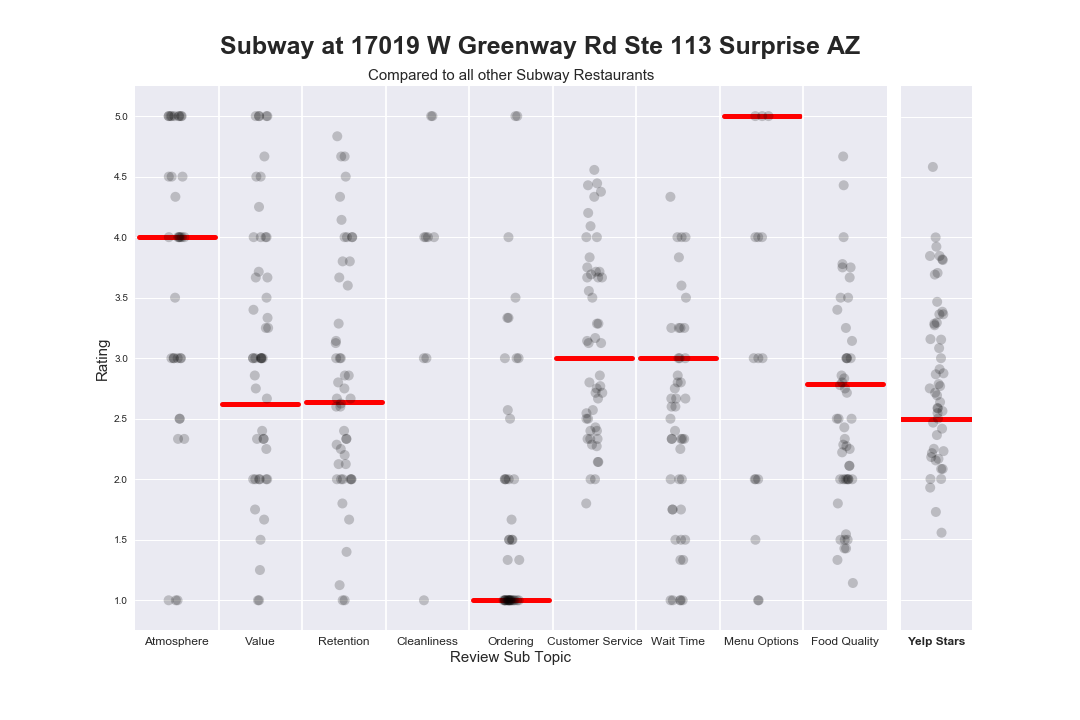 Subway at 17019 W Greenway Rd Ste 113 Surprise AZ
Compared to all other Subway Restaurants
Rating
5.0
4.5
4.0
3.5
3.0
2.5
2.0
1.5
1.0
Atmosphere Value Retention Cleanliness Ordering Customer Service Wait Time Menu Options Food Quality Yelp Stars
Review Sub Topic